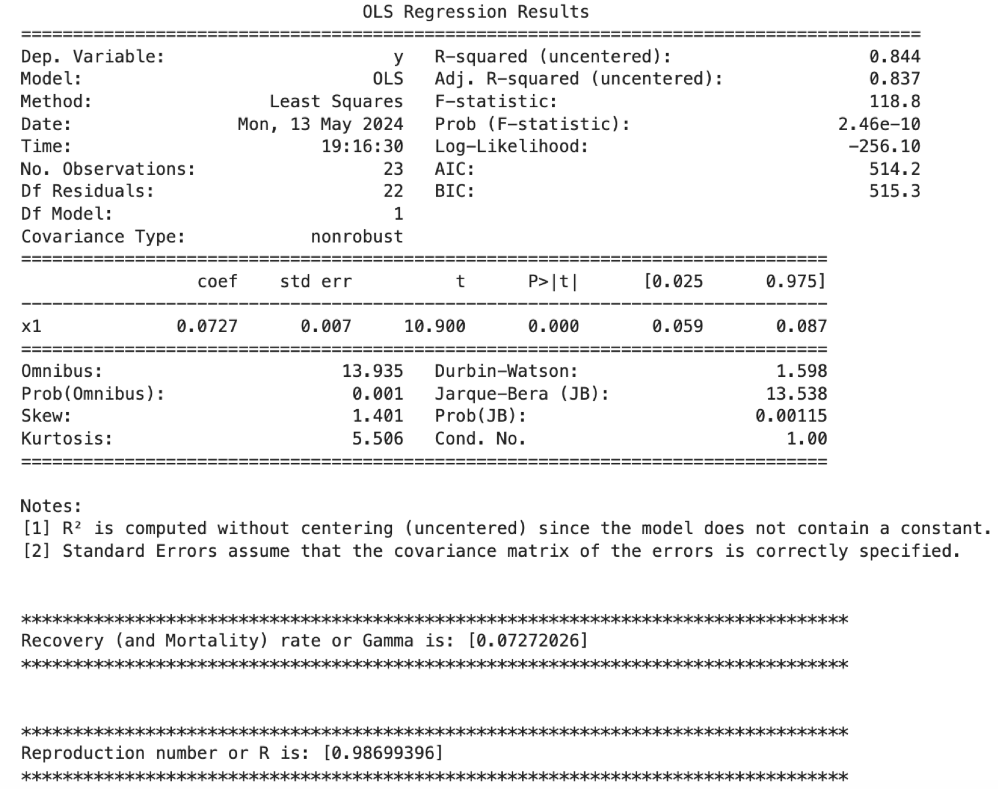 OLS Regression Results
==============================================================================
Dep. Variable: y R-squared (uncentered): 0.844
Model: OLS Adj. R-squared (uncentered): 0.837
Method: Least Squares F-statistic: 118.8
Date: Mon, 13 May 2024 Prob (F-statistic): 2.46e-10
Time: 19:16:30 Log-Likelihood: -256.10
No. Observations: 23 AIC: 514.2
Df Residuals: 22 BIC: 515.3
Df Model: 1
Covariance Type: nonrobust
==============================================================================
coef std err t P>|t| [0.025 0.975]
------------------------------------------------------------------------------
x1 0.0727 0.007 10.900 0.000 0.059 0.087
==============================================================================
Omnibus: 13.935 Durbin-Watson: 1.598
Prob(Omnibus): 0.001 Jarque-Bera (JB): 13.538
Skew: 1.401 Prob(JB): 0.00115
Kurtosis: 5.506 Cond. No. 1.00
==============================================================================
Notes:
[1] R² is computed without centering (uncentered) since the model does not contain a constant.
[2] Standard Errors assume that the covariance matrix of the errors is correctly specified.
********************************************************************************
Recovery (and Mortality) rate or Gamma is: [0.07272026]
********************************************************************************
********************************************************************************
Reproduction number or R is: [0.98699396]
********************************************************************************